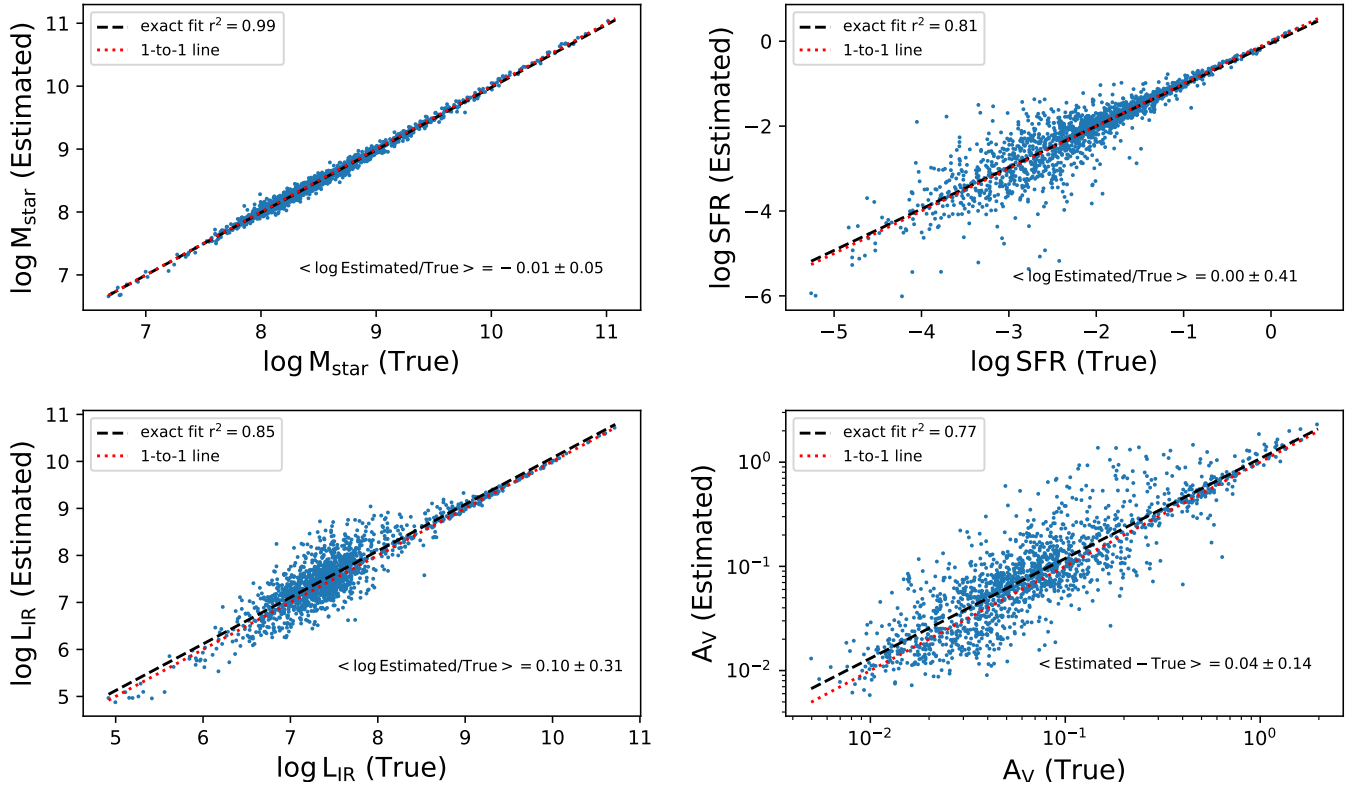 exact fit r² = 0.99
1-to-1 line
11
10
9
8
7
log M_star (Estimated)
< log Estimated/True > = − 0.01 ± 0.05
7 8 9 10 11
log M_star (True)
exact fit r² = 0.81
1-to-1 line
0
−2
−4
−6
log SFR (Estimated)
< log Estimated/True > = 0.00 ± 0.41
−5 −4 −3 −2 −1 0
log SFR (True)
exact fit r² = 0.85
1-to-1 line
11
10
9
8
7
6
5
log L_IR (Estimated)
< log Estimated/True > = 0.10 ± 0.31
5 6 7 8 9 10 11
log L_IR (True)
exact fit r² = 0.77
1-to-1 line
10⁰
10⁻¹
10⁻²
A_V (Estimated)
< Estimated − True > = 0.04 ± 0.14
10⁻² 10⁻¹ 10⁰
A_V (True)